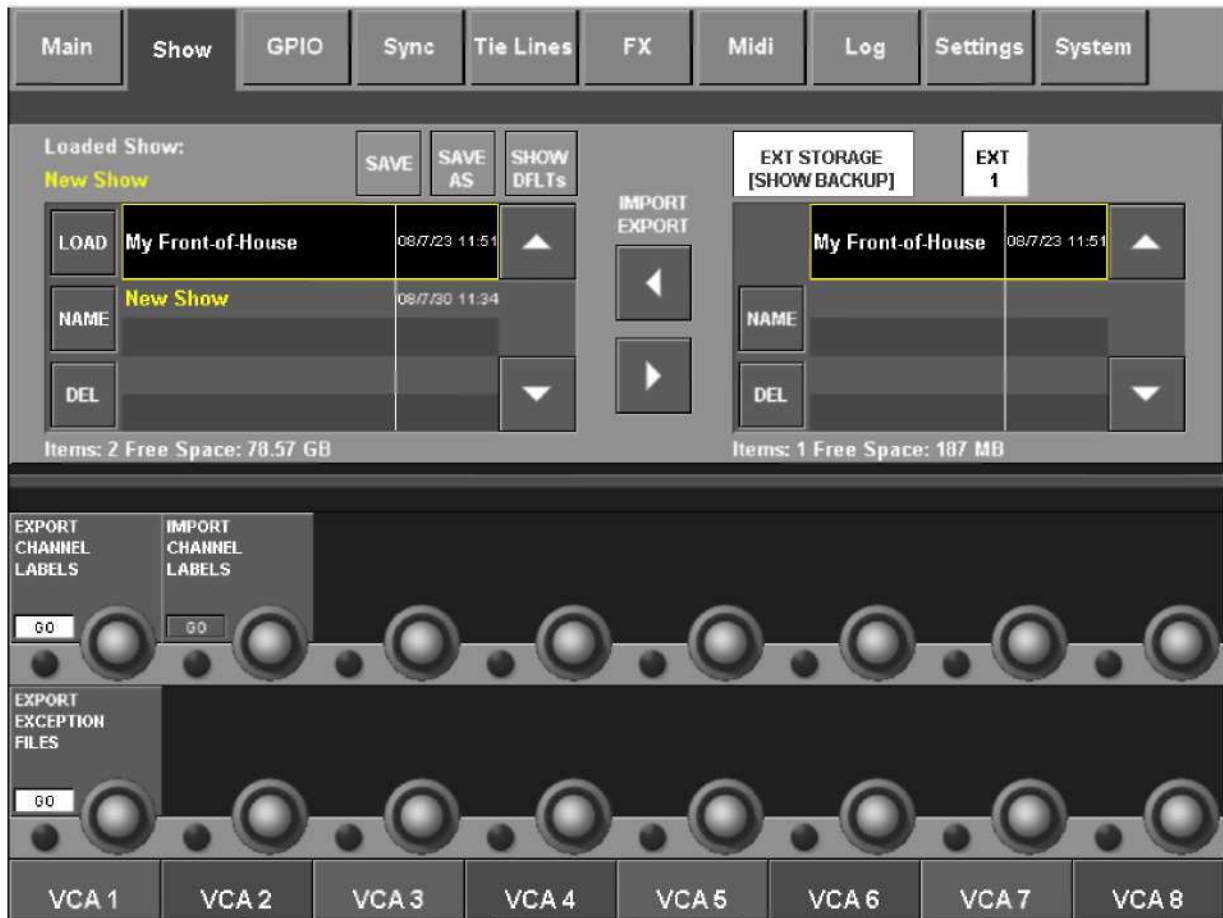 Main Show GPIO Sync Tie Lines FX Midi Log Settings System
Loaded Show:
New Show
SAVE
SAVE
AS
SHOW
DFLTs
EXT STORAGE
[SHOW BACKUP]
EXT
1
IMPORT
EXPORT
LOAD My Front-of-House 08/7/23 11:51
New Show 08/7/30 11:34
NAME
DEL
Items: 2 Free Space: 78.57 GB
My Front-of-House 08/7/23 11:51
NAME
DEL
Items: 1 Free Space: 187 MB
EXPORT
CHANNEL
LABELS
GO
IMPORT
CHANNEL
LABELS
GO
EXPORT
EXCEPTION
FILES
GO
VCA 1 VCA 2 VCA 3 VCA 4 VCA 5 VCA 6 VCA 7 VCA 8